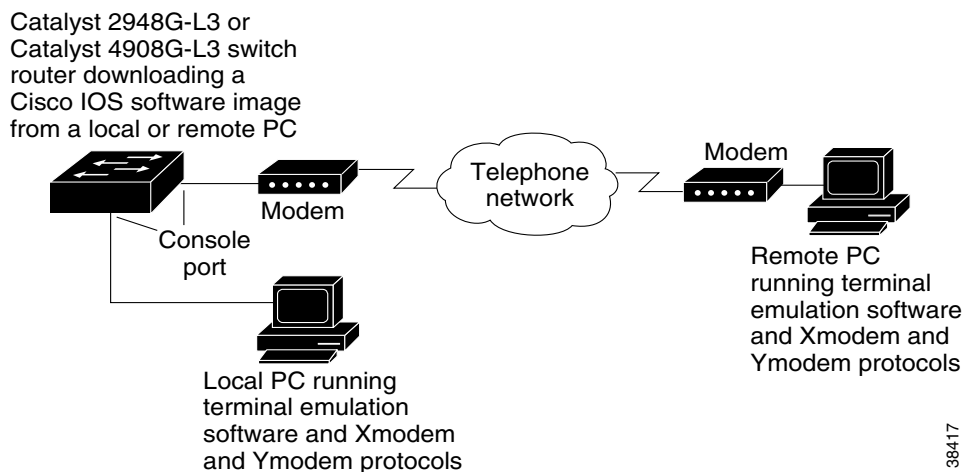 Catalyst 2948G-L3 or
Catalyst 4908G-L3 switch
router downloading a
Cisco IOS software image
from a local or remote PC
Modem
Console
port
Telephone
network
Modem
Remote PC
running terminal
emulation software
and Xmodem and
Ymodem protocols
Local PC running
terminal emulation
software and Xmodem
and Ymodem protocols
38417